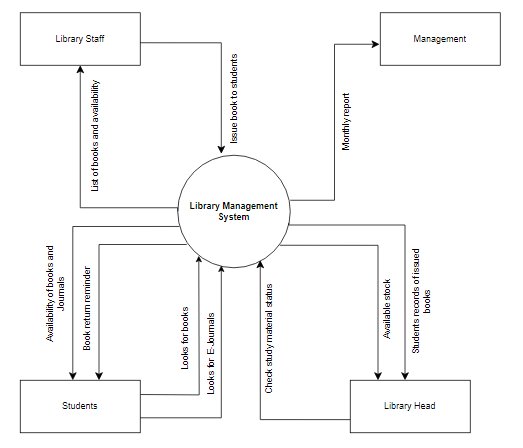 Library Staff
Management
List of books and availability
Issue book to students
Monthly report
Library Management
System
Availability of books and
Journals
Book return reminder
Looks for books
Looks for E-Journals
Check study material status
Available stock
Students records of issued
books
Students
Library Head